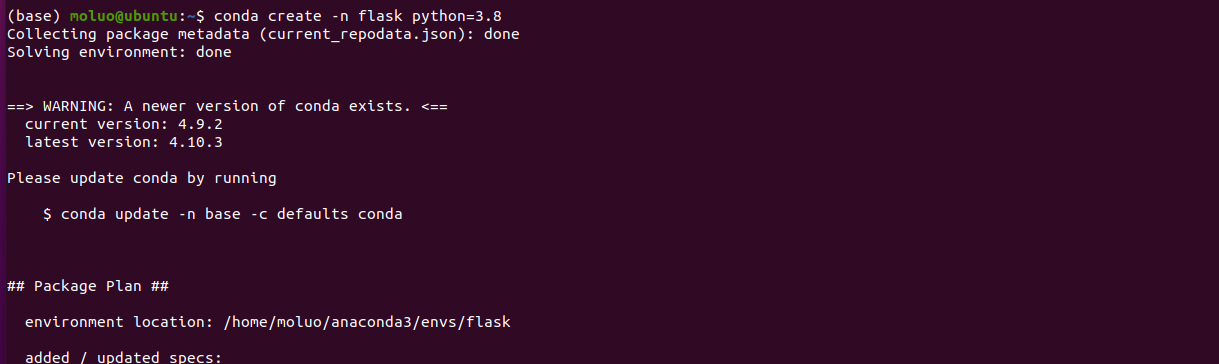 (base) moluo@ubuntu:~$ conda create -n flask python=3.8
Collecting package metadata (current_repodata.json): done
Solving environment: done
==> WARNING: A newer version of conda exists. <==
current version: 4.9.2
latest version: 4.10.3
Please update conda by running
$ conda update -n base -c defaults conda
## Package Plan ##
environment location: /home/moluo/anaconda3/envs/flask
added / updated specs: